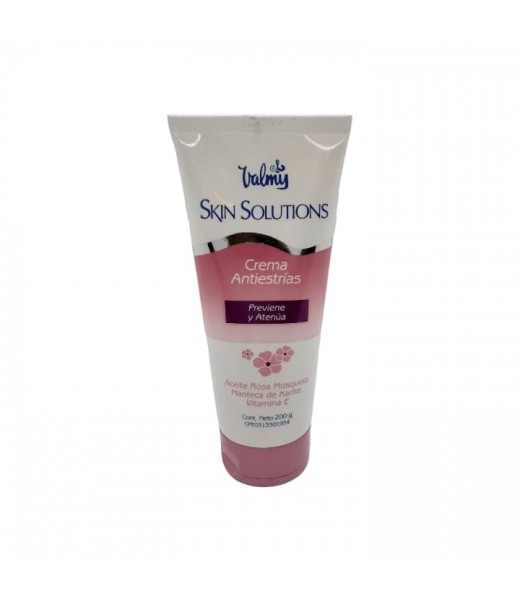 Valmy
SKIN SOLUTIONS
Crema
Antiestrías
Previene
y Atenúa
Aceite Rosa Mosqueta
Manteca de Karité,
Vitamina E
Cont. Neto 200 g